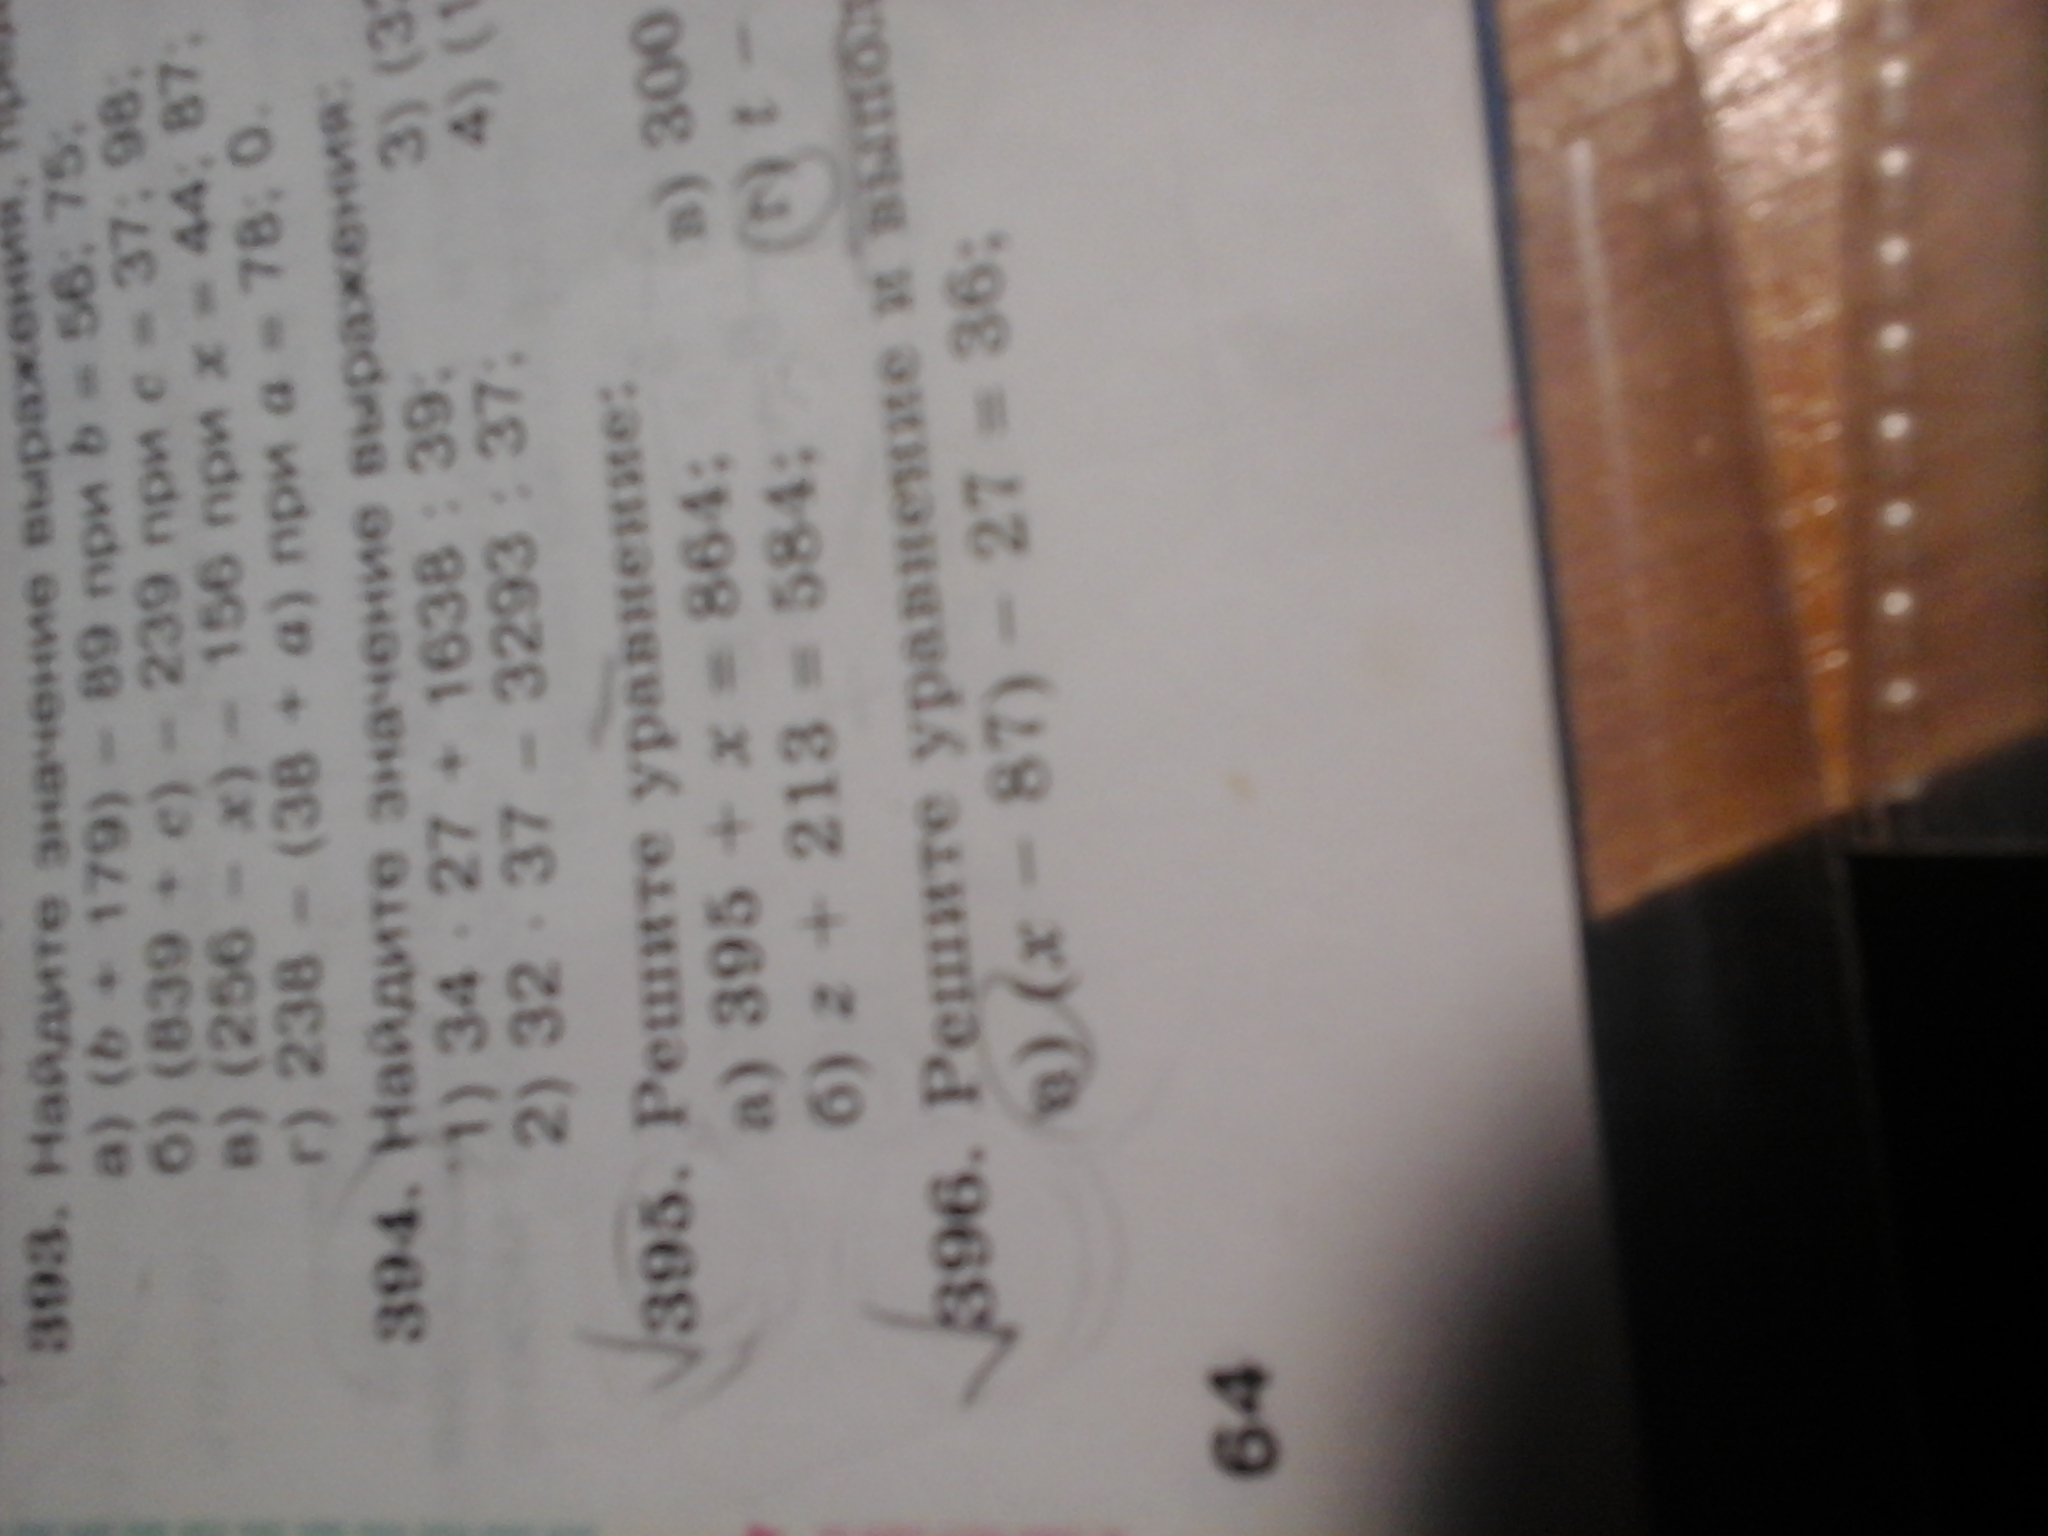 393. Найдите значение выражения,
а) (b + 179) – 89 при b = 56; 75;
б) (839 + c) – 239 при c = 37; 98;
в) (256 – x) – 156 при x = 44; 87;
г) 238 – (38 + a) при a = 78; 0.
394. Найдите значение выражения:
1) 34 · 27 + 1638 : 39; 3) (3
2) 32 · 37 – 3293 : 37; 4) (1
395. Решите уравнение:
а) 395 + x = 864; в) 300
б) z + 213 = 584; г) t –
396. Решите уравнение и
а) (x – 87) – 27 = 36;
64